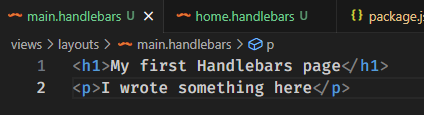 main.handlebars U × home.handlebars U package.js
views > layouts > main.handlebars > p
1 <h1>My first Handlebars page</h1>
2 <p>I wrote something here</p>